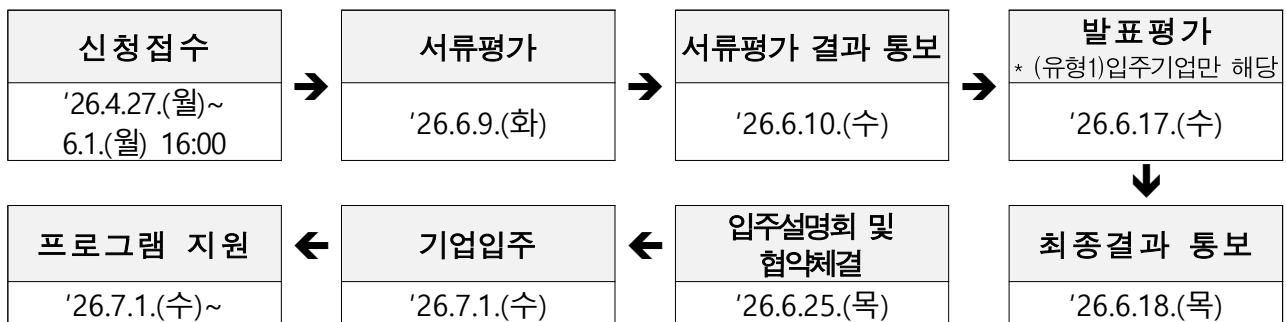 신청접수
'26.4.27.(월)~
6.1.(월) 16:00
➔
서류평가
'26.6.9.(화)
➔
서류평가 결과 통보
'26.6.10.(수)
➔
발표평가
* (유형1)입주기업만 해당
'26.6.17.(수)
🡻
최종결과 통보
'26.6.18.(목)
입주설명회 및
협약체결
'26.6.25.(목)
🡸
기업입주
'26.7.1.(수)
🡸
프로그램 지원
'26.7.1.(수)~